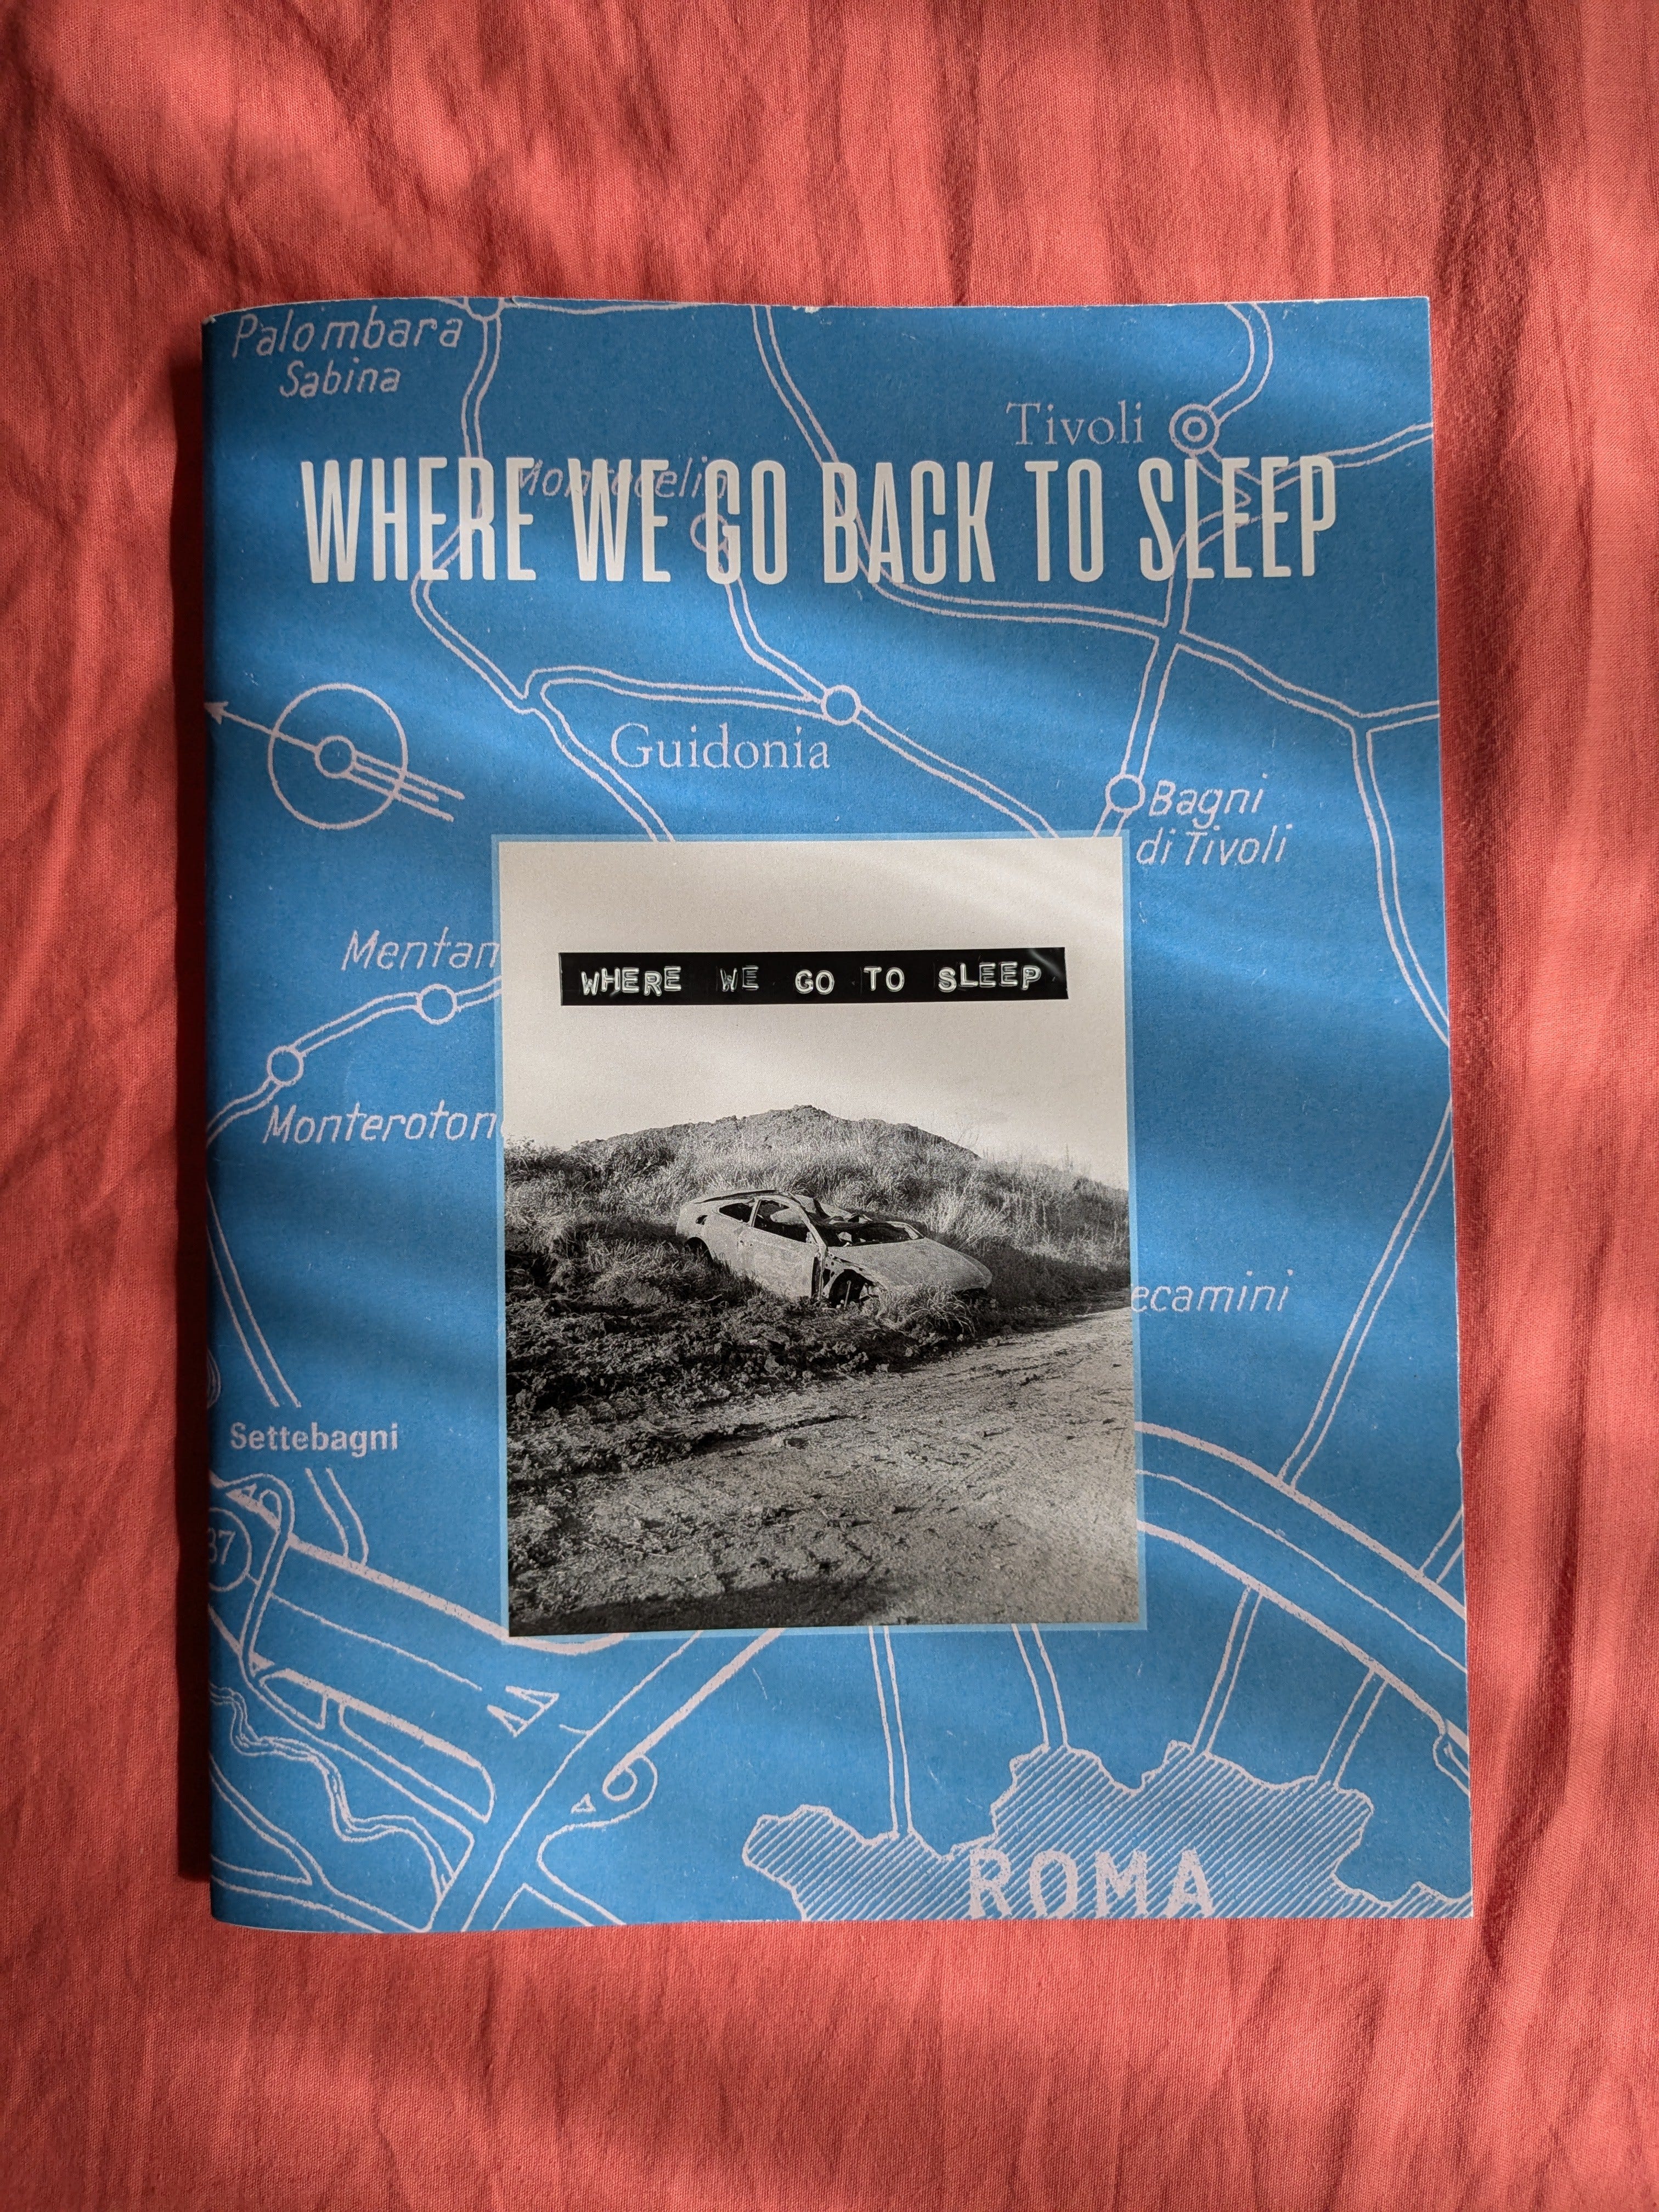 Palombara
Sabina
Tivoli
WHERE WE GO BACK TO SLEEP
Guidonia
Bagni
di Tivoli
Mentan
WHERE WE GO TO SLEEP
Monteroton
ecamini
Settebagni
37
ROMA